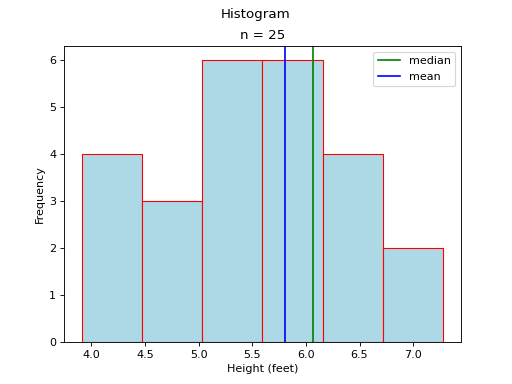 Histogram
n = 25
median
mean
6
5
4
3
2
1
0
Frequency
4.0 4.5 5.0 5.5 6.0 6.5 7.0
Height (feet)